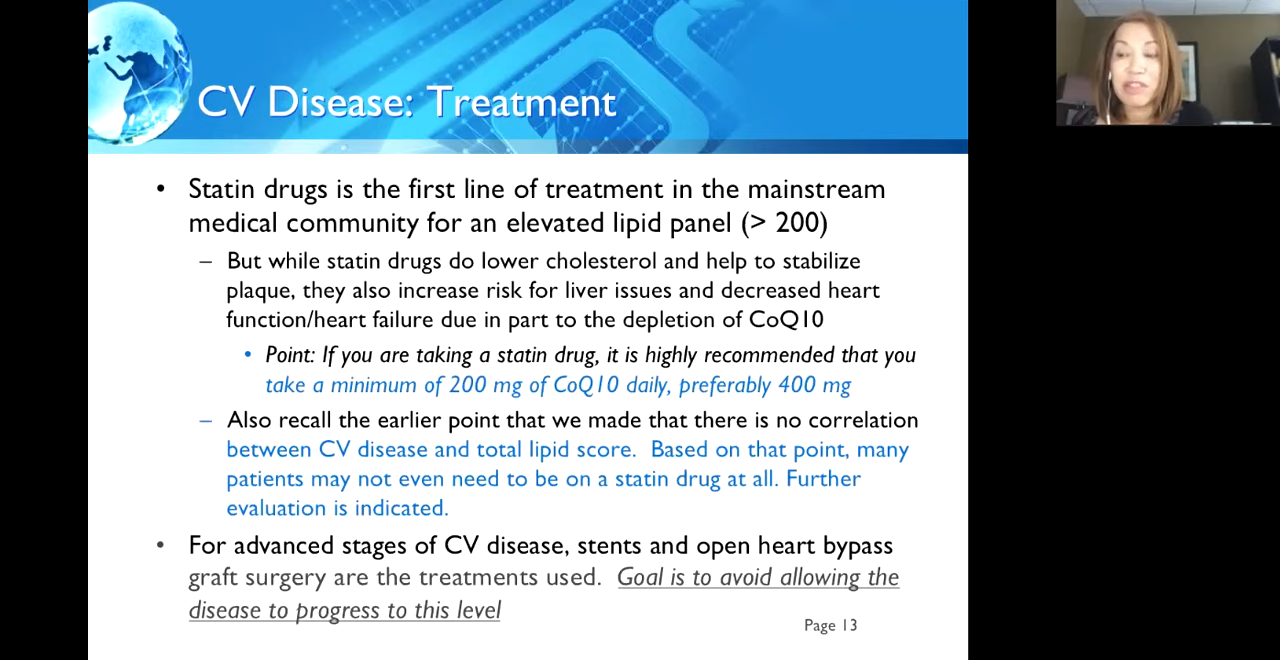 CV Disease: Treatment
• Statin drugs is the first line of treatment in the mainstream
medical community for an elevated lipid panel (> 200)
– But while statin drugs do lower cholesterol and help to stabilize
plaque, they also increase risk for liver issues and decreased heart
function/heart failure due in part to the depletion of CoQ10
• Point: If you are taking a statin drug, it is highly recommended that you
take a minimum of 200 mg of CoQ10 daily, preferably 400 mg
– Also recall the earlier point that we made that there is no correlation
between CV disease and total lipid score. Based on that point, many
patients may not even need to be on a statin drug at all. Further
evaluation is indicated.
• For advanced stages of CV disease, stents and open heart bypass
graft surgery are the treatments used. Goal is to avoid allowing the
disease to progress to this level
Page 13